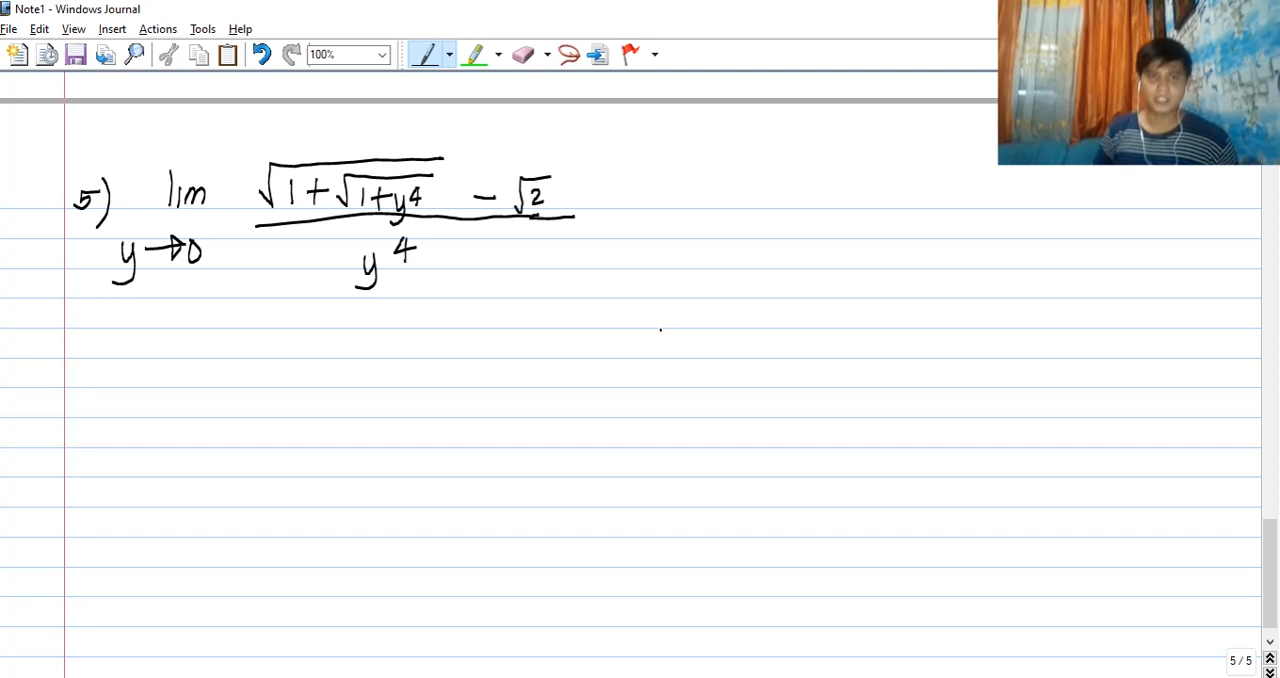 Note1 - Windows Journal
File Edit View Insert Actions Tools Help
100%
5) lim y→0 (√(1+√(1+y⁴)) - √2) / y⁴
5 / 5